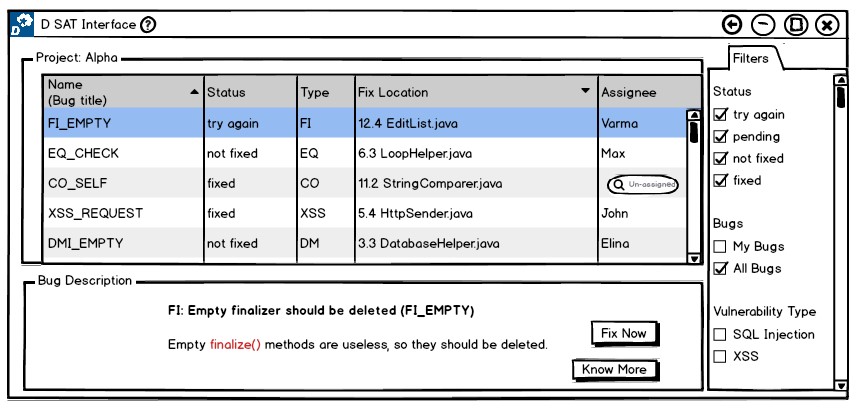 D D SAT Interface ?
Project: Alpha
Filters
Name
(Bug title) Status Type Fix Location Assignee
FI_EMPTY try again FI 12.4 EditList.java Varma
EQ_CHECK not fixed EQ 6.3 LoopHelper.java Max
CO_SELF fixed CO 11.2 StringComparer.java Un-assigned
XSS_REQUEST fixed XSS 5.4 HttpSender.java John
DMI_EMPTY not fixed DM 3.3 DatabaseHelper.java Elina
Bug Description
FI: Empty finalizer should be deleted (FI_EMPTY)
Empty finalize() methods are useless, so they should be deleted.
Fix Now
Know More
Status
try again
pending
not fixed
fixed
Bugs
My Bugs
All Bugs
Vulnerability Type
SQL Injection
XSS